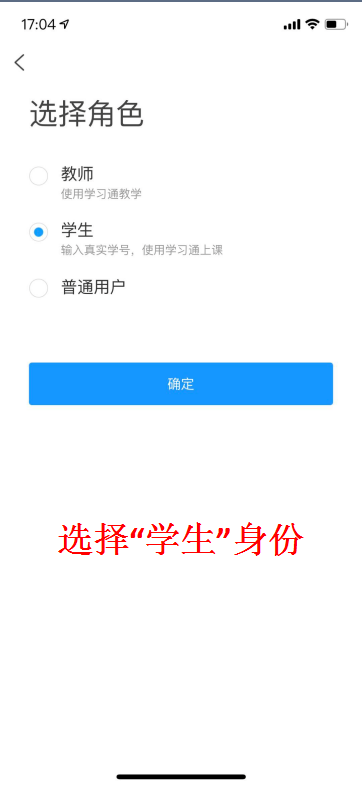 17:04
选择角色
教师
使用学习通教学
学生
输入真实学号，使用学习通上课
普通用户
确定
选择“学生”身份